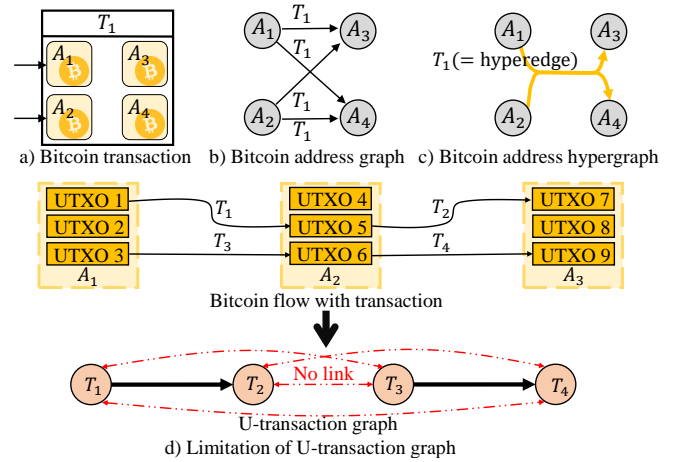 T₁
A₁ A₃
A₂ A₄
a) Bitcoin transaction
A₁ T₁ A₃
T₁
T₁
A₂ T₁ A₄
T₁
b) Bitcoin address graph
A₁ A₃
T₁(= hyperedge)
A₂ A₄
c) Bitcoin address hypergraph
UTXO 1 UTXO 4 UTXO 7
T₁ T₂
UTXO 2 UTXO 5 UTXO 8
T₃ T₄
UTXO 3 UTXO 6 UTXO 9
A₁ A₂ A₃
Bitcoin flow with transaction
No link
T₁ T₂ T₃ T₄
U-transaction graph
d) Limitation of U-transaction graph